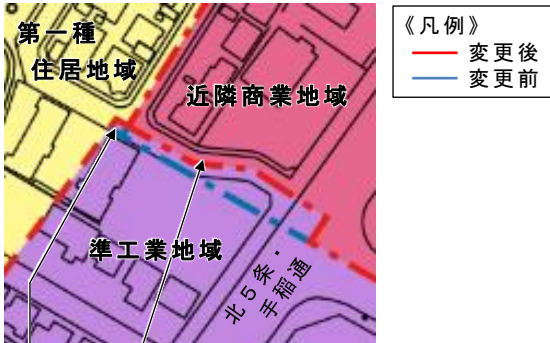 第一種
住居地域
近隣商業地域
準工業地域
北5条・
手稲通
《凡例》
変更後
変更前